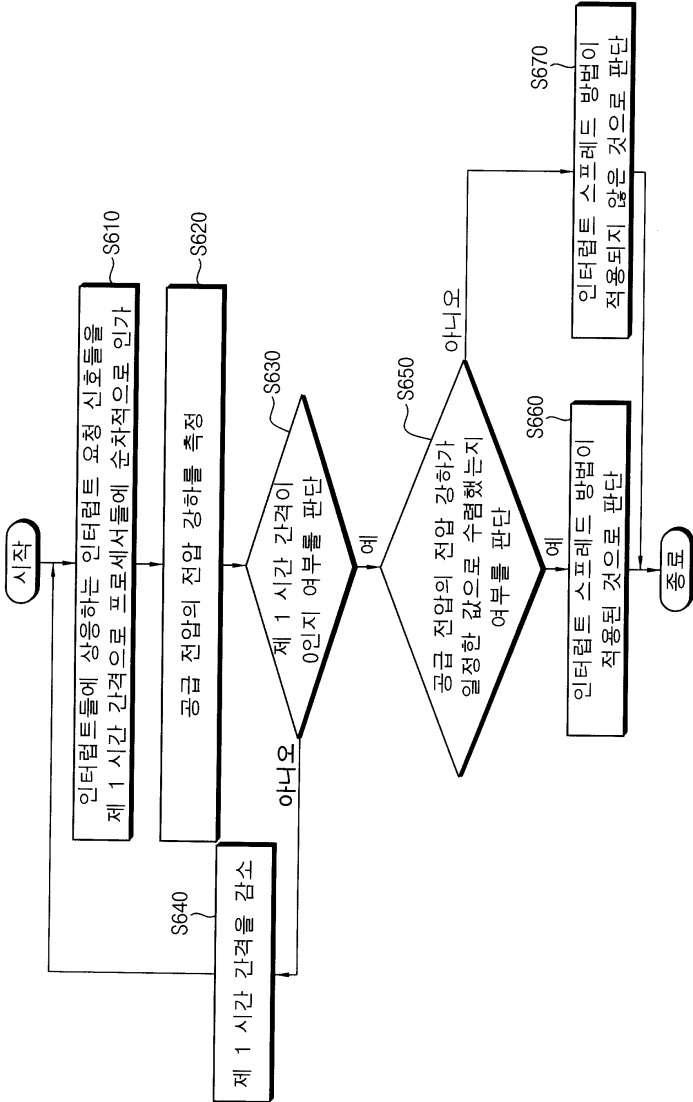 시작
S610
인터럽트들에 상응하는 인터럽트 요청 신호들을
제 1 시간 간격으로 프로세서들에 순차적으로 인가
S620
공급 전압의 전압 강하를 측정
S630
제 1 시간 간격이
0인지 여부를 판단
아니오
예
S640
제 1 시간 간격을 감소
S650
공급 전압의 전압 강하가
일정한 값으로 수렴했는지
여부를 판단
아니오
예
S660
인터럽트 스프레드 방법이
적용된 것으로 판단
S670
인터럽트 스프레드 방법이
적용되지 않은 것으로 판단
종료